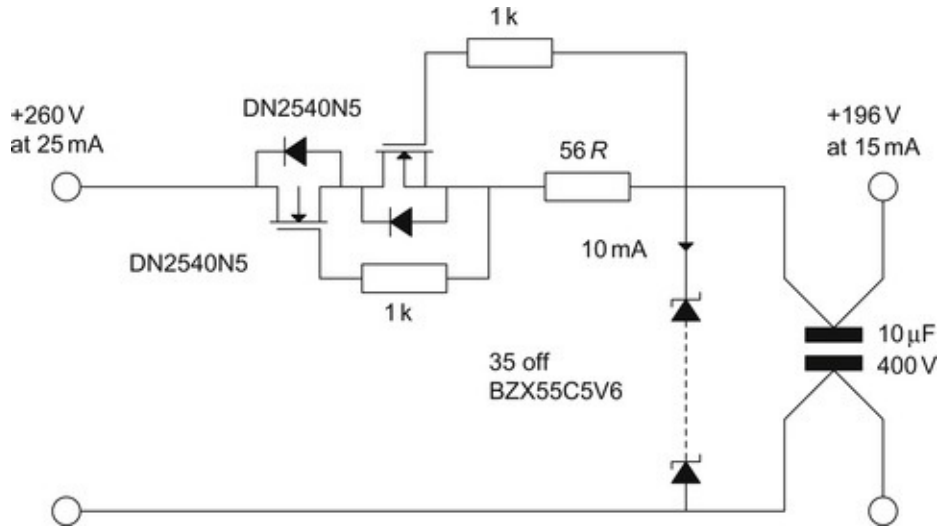 1 k
+260 V
at 25 mA
DN2540N5
+196 V
at 15 mA
56 R
DN2540N5
10 mA
1 k
10 µF
400 V
35 off
BZX55C5V6